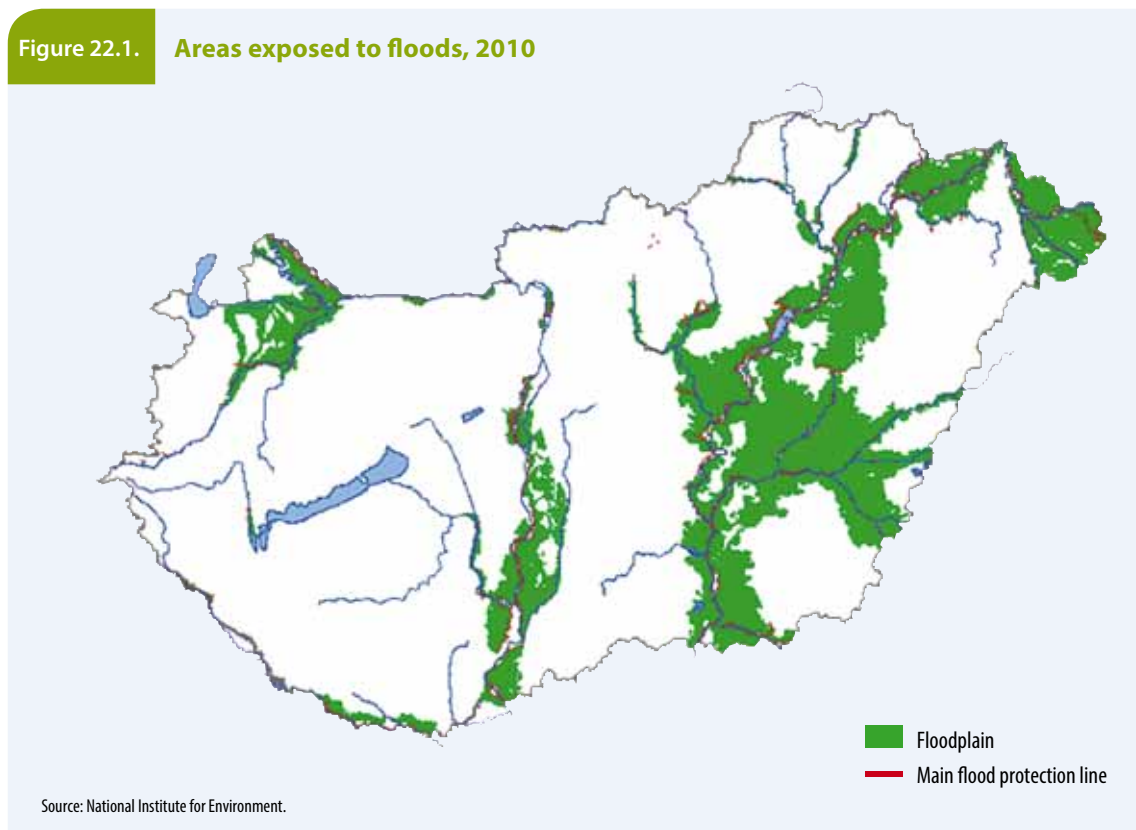 Figure 22.1.
Areas exposed to floods, 2010
Floodplain
Main flood protection line
Source: National Institute for Environment.